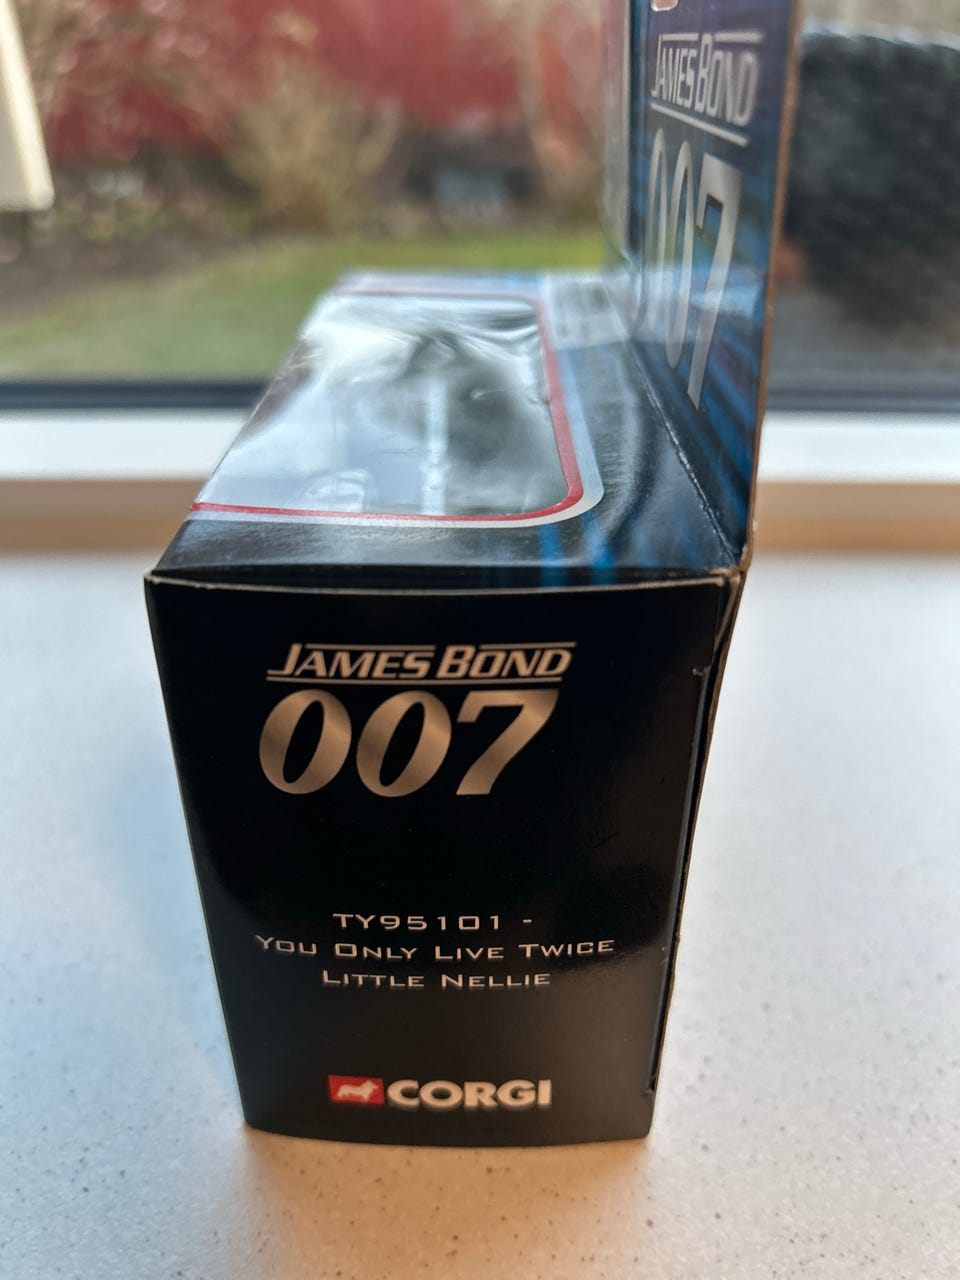 JAMES BOND
007
JAMES BOND
007
TY95101 -
YOU ONLY LIVE TWICE
LITTLE NELLIE
CORGI